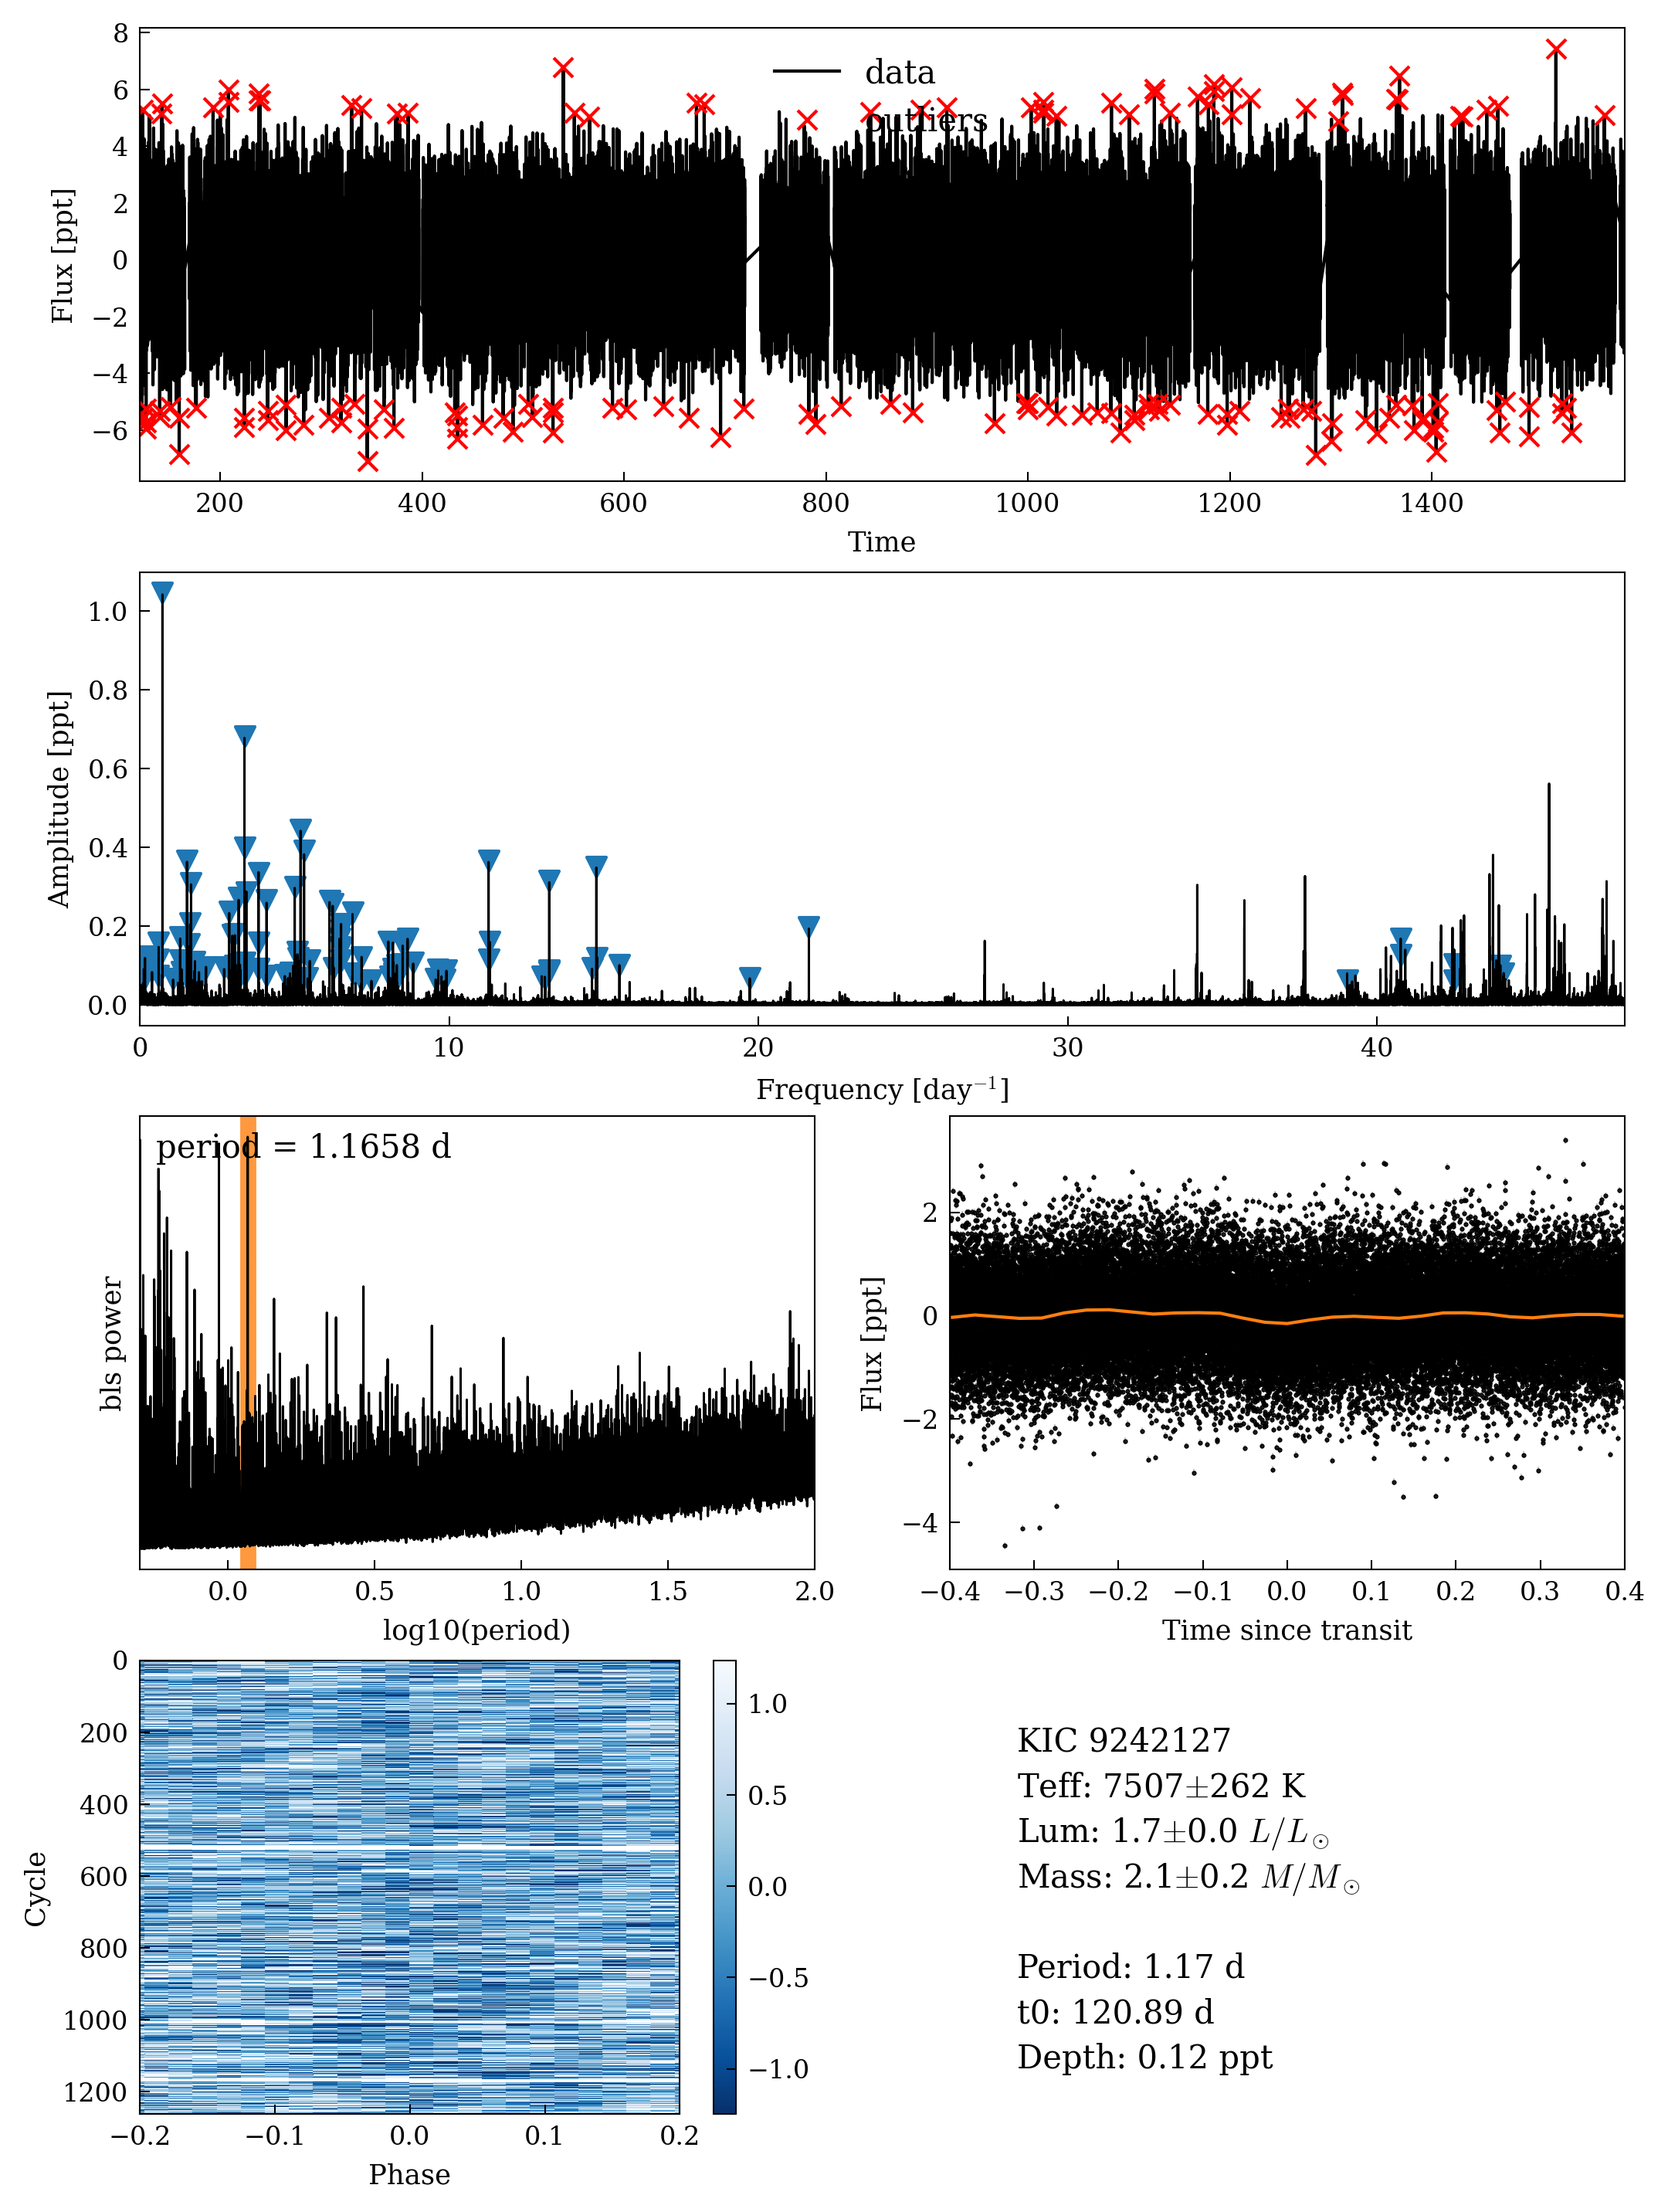 8
6
4
2
0
−2
−4
−6
Flux [ppt]
data
outliers
200 400 600 800 1000 1200 1400
Time
1.0
0.8
0.6
0.4
0.2
0.0
Amplitude [ppt]
0 10 20 30 40
Frequency [day⁻¹]
period = 1.1658 d
bls power
0.0 0.5 1.0 1.5 2.0
log10(period)
2
0
−2
−4
Flux [ppt]
−0.4 −0.3 −0.2 −0.1 0.0 0.1 0.2 0.3 0.4
Time since transit
0
200
400
600
800
1000
1200
Cycle
−0.2 −0.1 0.0 0.1 0.2
Phase
1.0
0.5
0.0
−0.5
−1.0
KIC 9242127
Teff: 7507±262 K
Lum: 1.7±0.0 L/L☉
Mass: 2.1±0.2 M/M☉
Period: 1.17 d
t0: 120.89 d
Depth: 0.12 ppt